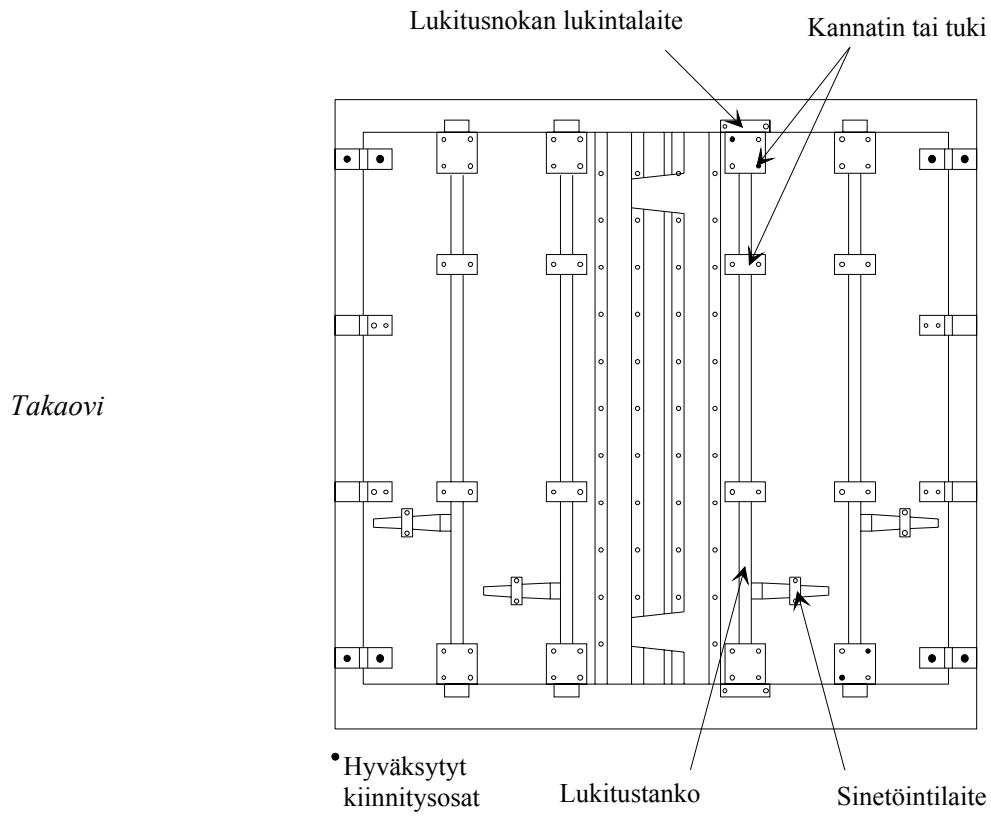 Lukitusnokan lukintalaite
Kannatin tai tuki
Takaovi
Hyväksytyt
kiinnitysosat
Lukitustanko
Sinetöintilaite